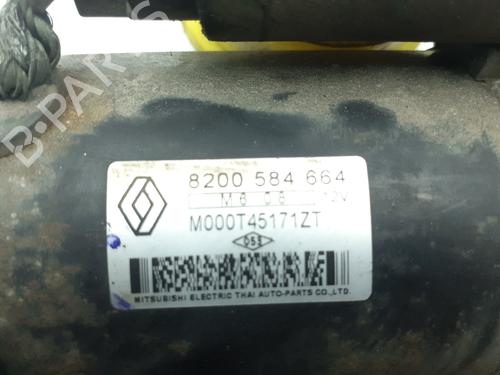 8200 584 664
M6 08 12V
M000T45171ZT
MITSUBISHI ELECTRIC THAI AUTO-PARTS CO.,LTD.
B-PARTS